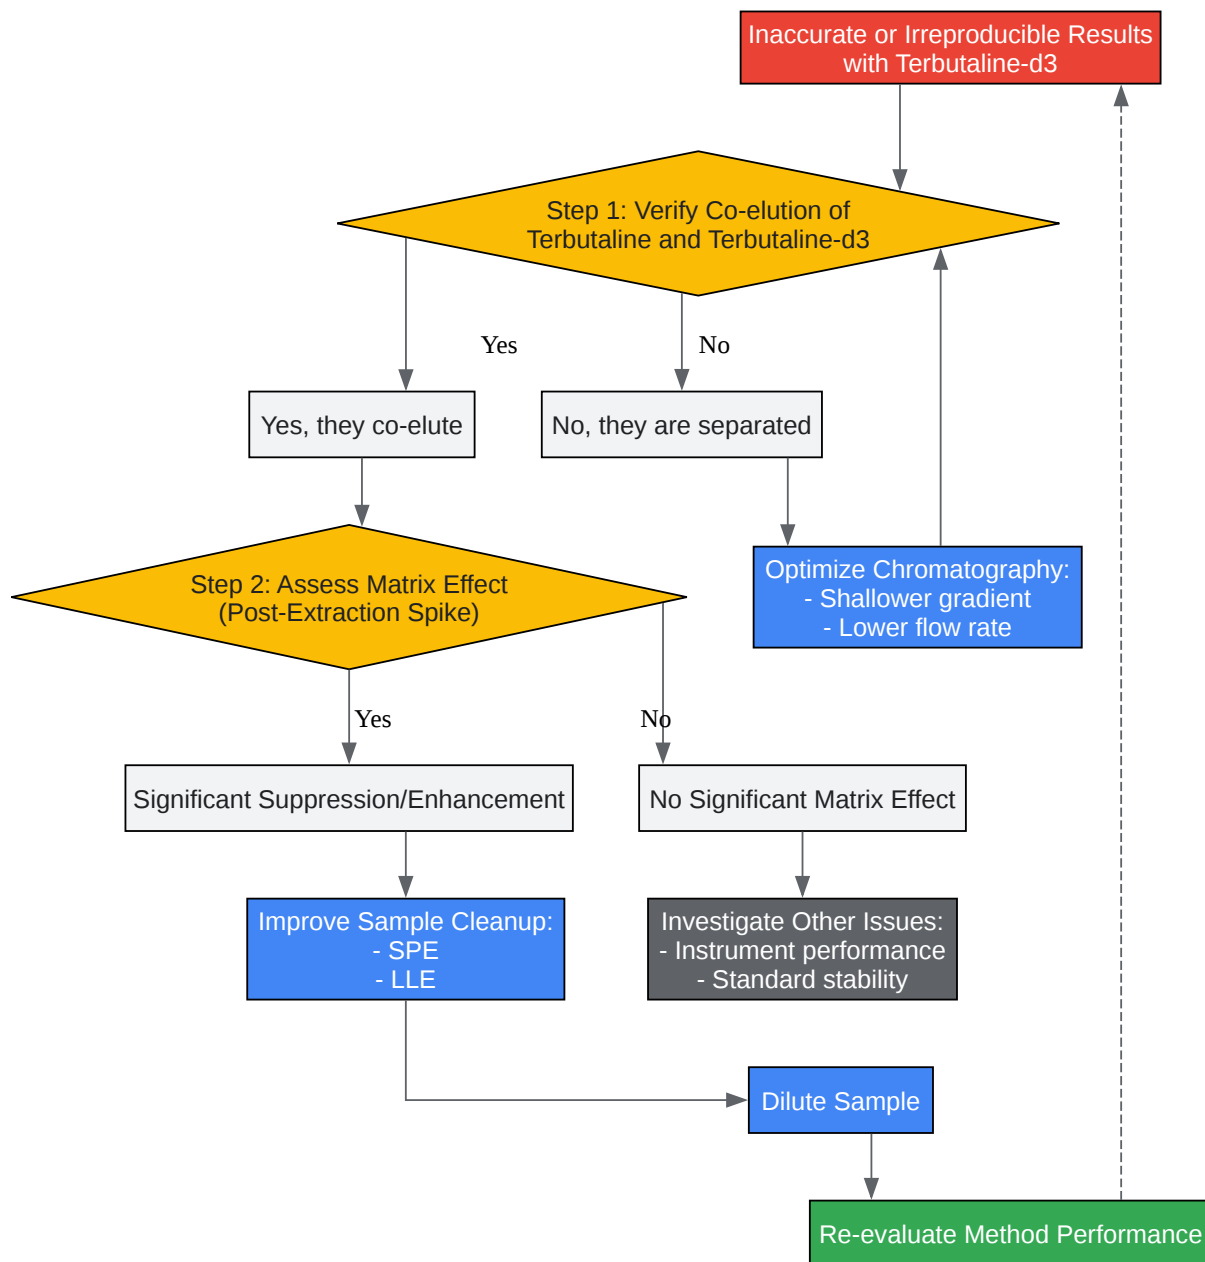 Inaccurate or Irreproducible Results
with Terbutaline-d3
Step 1: Verify Co-elution of
Terbutaline and Terbutaline-d3
Yes
No
Yes, they co-elute
No, they are separated
Step 2: Assess Matrix Effect
(Post-Extraction Spike)
Optimize Chromatography:
- Shallower gradient
- Lower flow rate
Yes
No
Significant Suppression/Enhancement
No Significant Matrix Effect
Improve Sample Cleanup:
- SPE
- LLE
Investigate Other Issues:
- Instrument performance
- Standard stability
Dilute Sample
Re-evaluate Method Performance